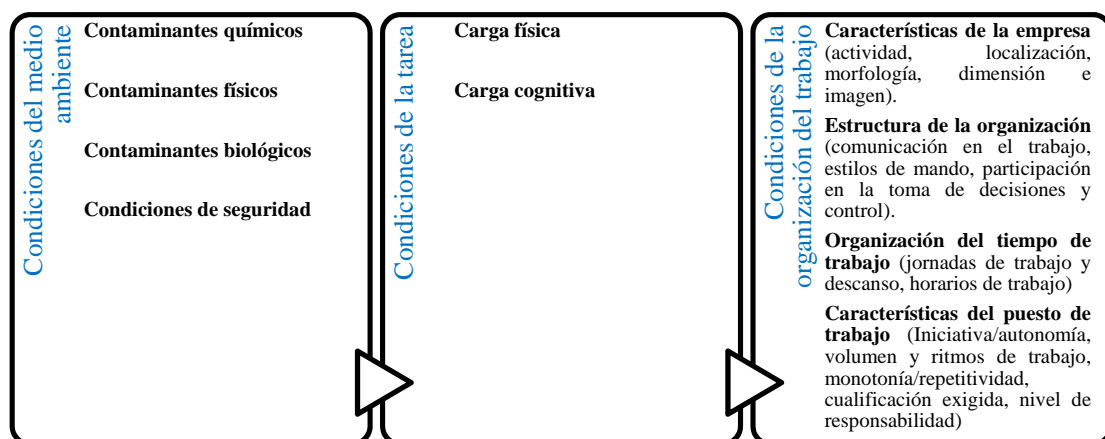 Condiciones del medio
ambiente
Contaminantes químicos
Contaminantes físicos
Contaminantes biológicos
Condiciones de seguridad
Condiciones de la tarea
Carga física
Carga cognitiva
Condiciones de la
organización del trabajo
Características de la empresa
(actividad, localización,
morfología, dimensión e
imagen).
Estructura de la organización
(comunicación en el trabajo,
estilos de mando, participación
en la toma de decisiones y
control).
Organización del tiempo de
trabajo (jornadas de trabajo y
descanso, horarios de trabajo)
Características del puesto de
trabajo (Iniciativa/autonomía,
volumen y ritmos de trabajo,
monotonía/repetitividad,
cualificación exigida, nivel de
responsabilidad)